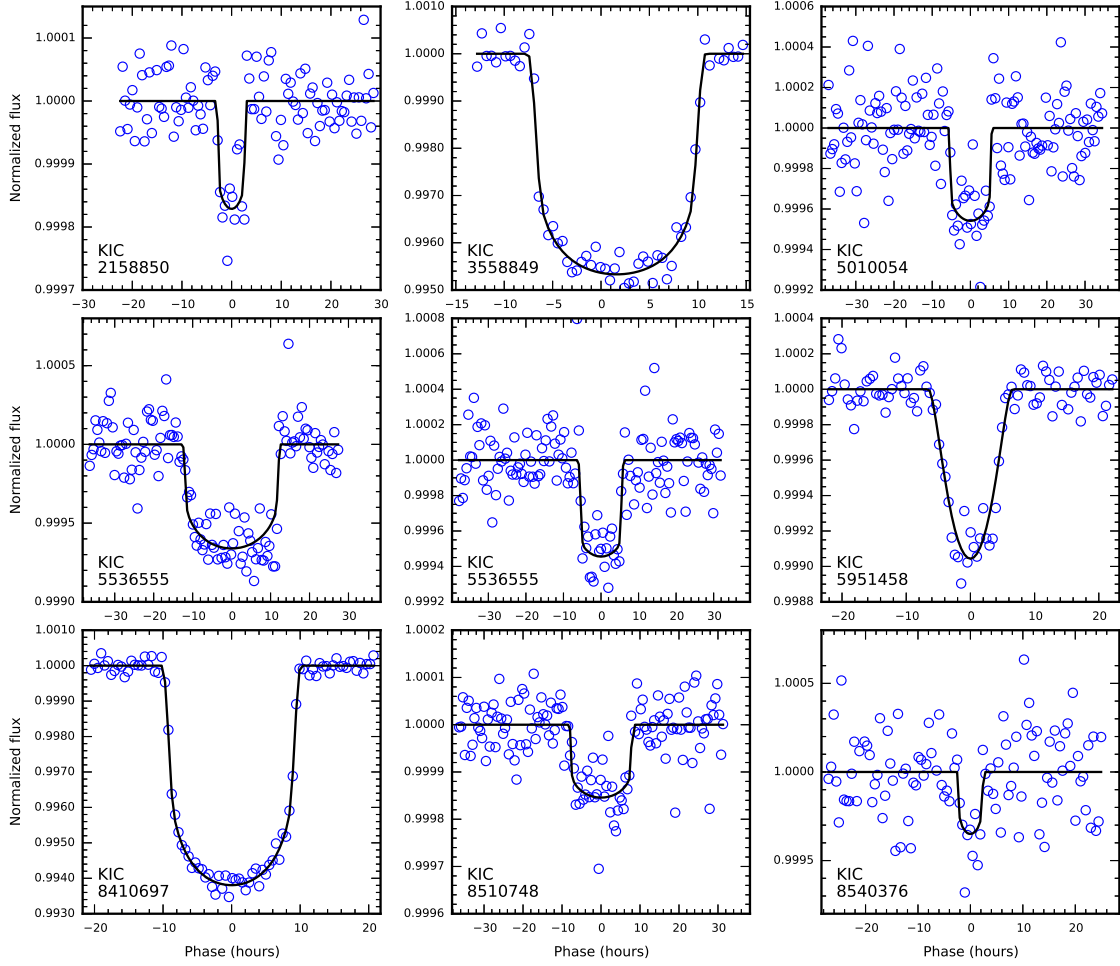 1.0001
1.0000
0.9999
0.9998
0.9997
Normalized flux
KIC
2158850
−30 −20 −10 0 10 20 30
1.0010
1.0000
0.9990
0.9980
0.9970
0.9960
0.9950
KIC
3558849
−15 −10 −5 0 5 10 15
1.0006
1.0004
1.0002
1.0000
0.9998
0.9996
0.9994
0.9992
KIC
5010054
−30 −20 −10 0 10 20 30
1.0005
1.0000
0.9995
0.9990
Normalized flux
KIC
5536555
−30 −20 −10 0 10 20 30
1.0008
1.0006
1.0004
1.0002
1.0000
0.9998
0.9996
0.9994
0.9992
KIC
5536555
−30 −20 −10 0 10 20 30
1.0004
1.0002
1.0000
0.9998
0.9996
0.9994
0.9992
0.9990
0.9988
KIC
5951458
−20 −10 0 10 20
1.0010
1.0000
0.9990
0.9980
0.9970
0.9960
0.9950
0.9940
0.9930
Normalized flux
KIC
8410697
−20 −10 0 10 20
Phase (hours)
1.0002
1.0001
1.0000
0.9999
0.9998
0.9997
0.9996
KIC
8510748
−30 −20 −10 0 10 20 30
Phase (hours)
1.0005
1.0000
0.9995
KIC
8540376
−20 −10 0 10 20
Phase (hours)